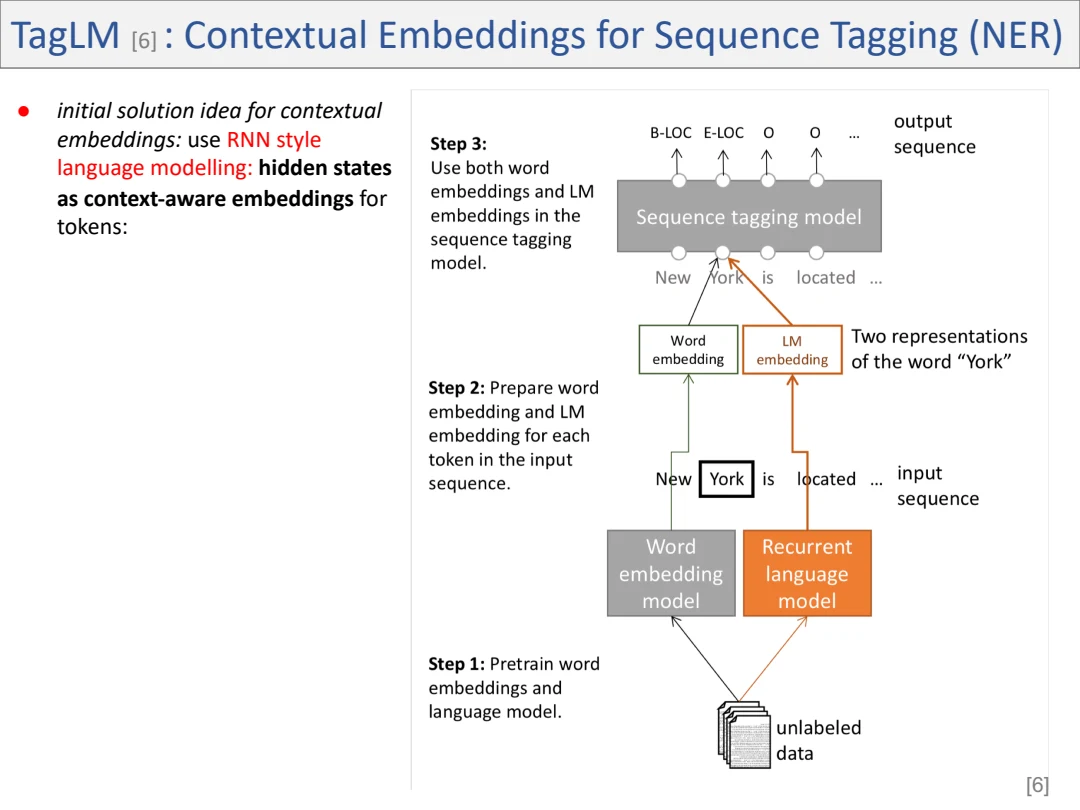 TagLM [6] : Contextual Embeddings for Sequence Tagging (NER)
● initial solution idea for contextual
embeddings: use RNN style
language modelling: hidden states
as context-aware embeddings for
tokens:
Step 3:
Use both word
embeddings and LM
embeddings in the
sequence tagging
model.
B-LOC E-LOC O O ...
output
sequence
Sequence tagging model
New York is located ...
Word
embedding
LM
embedding
Two representations
of the word “York”
Step 2: Prepare word
embedding and LM
embedding for each
token in the input
sequence.
New York is located ...
input
sequence
Word
embedding
model
Recurrent
language
model
Step 1: Pretrain word
embeddings and
language model.
unlabeled
data
[6]